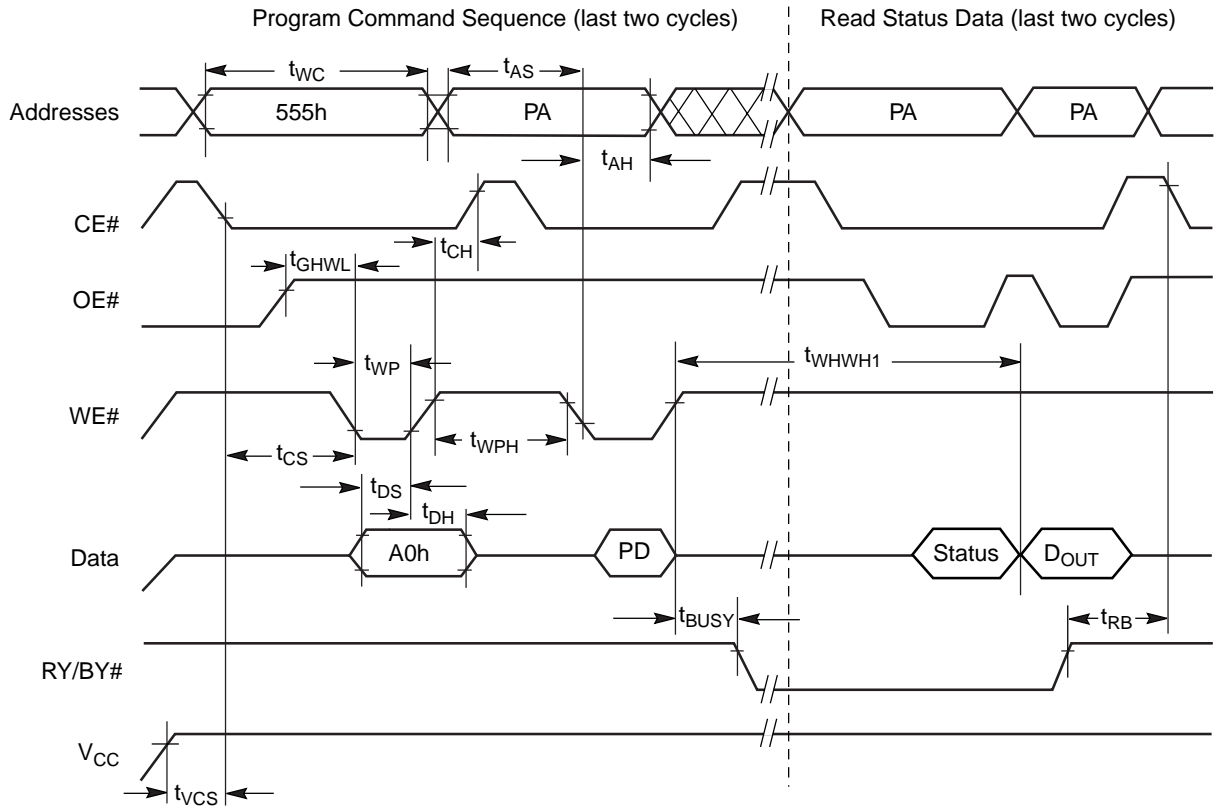 Program Command Sequence (last two cycles) Read Status Data (last two cycles)
tWC tAS
Addresses 555h PA PA PA
tAH
CE#
tCH
tGHWL
OE#
tWP tWHWH1
WE#
tWPH
tCS
tDS
tDH
Data A0h PD Status DOUT
tBUSY tRB
RY/BY#
VCC
tVCS